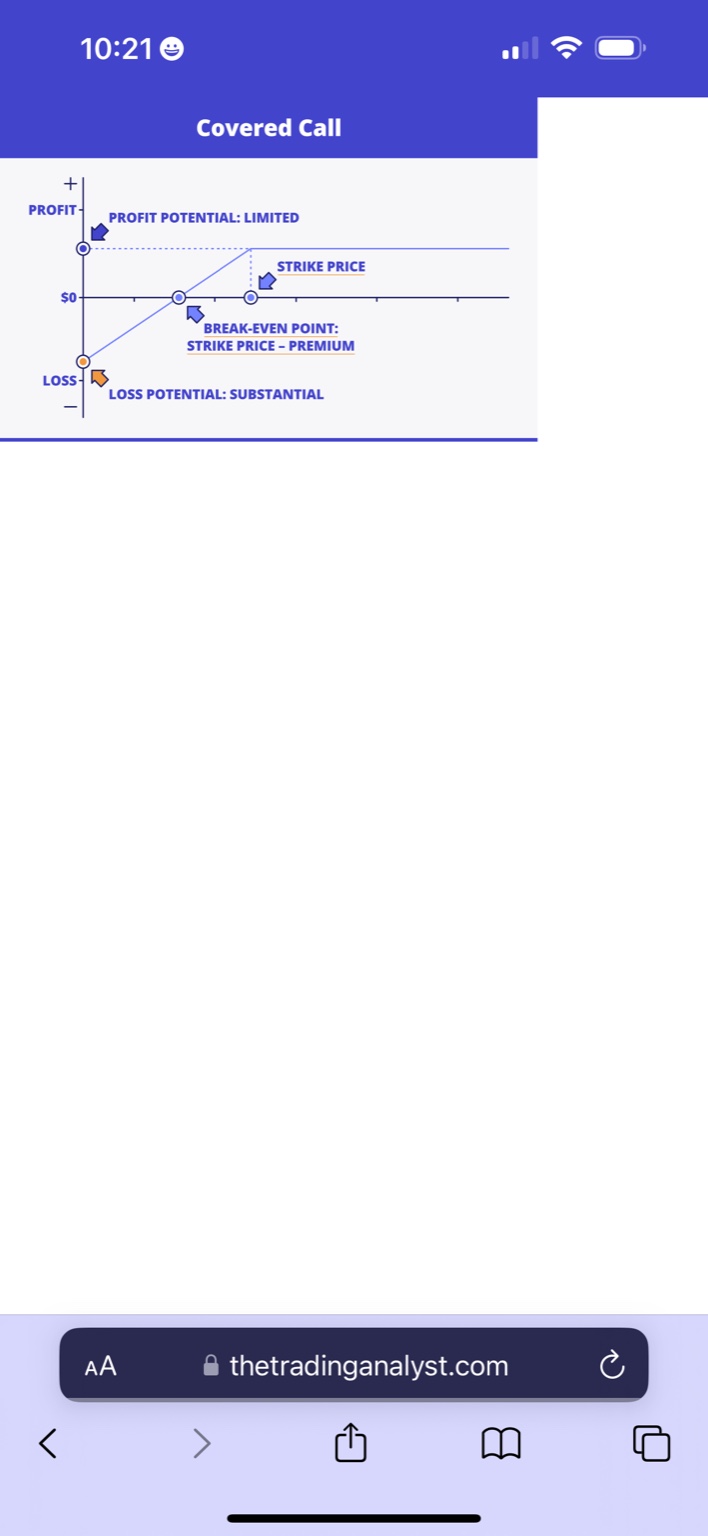 10:21
Covered Call
+
PROFIT
PROFIT POTENTIAL: LIMITED
STRIKE PRICE
$0
BREAK-EVEN POINT:
STRIKE PRICE – PREMIUM
LOSS
LOSS POTENTIAL: SUBSTANTIAL
—
AA thetradinganalyst.com